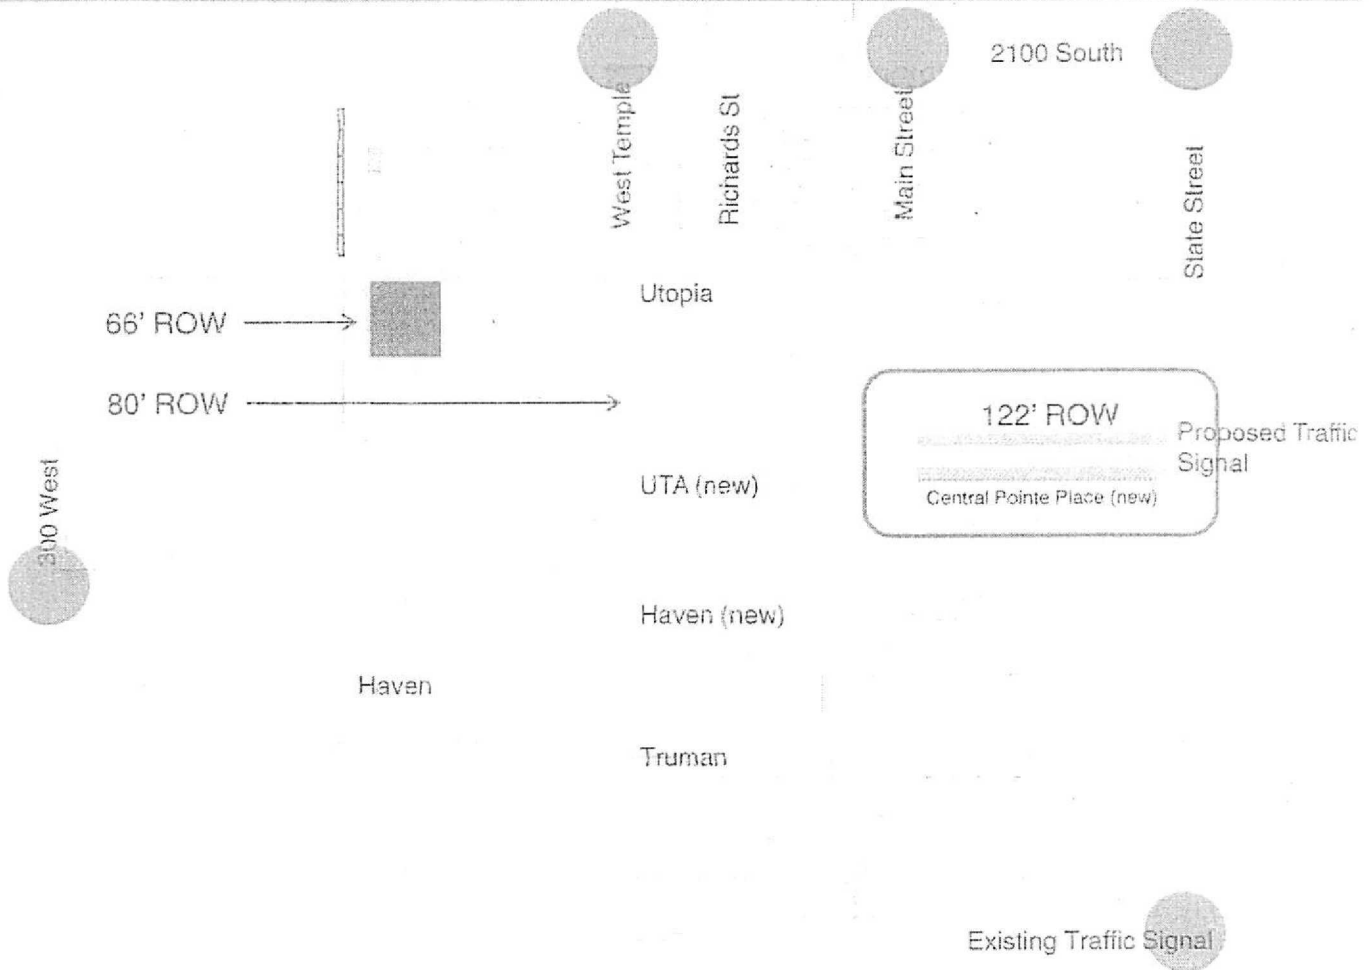 2100 South
West Temple
Richards St
Main Street
State Street
Utopia
66' ROW
80' ROW
122' ROW
Proposed Traffic
Signal
UTA (new)
Central Pointe Place (new)
300 West
Haven (new)
Haven
Truman
Existing Traffic Signal